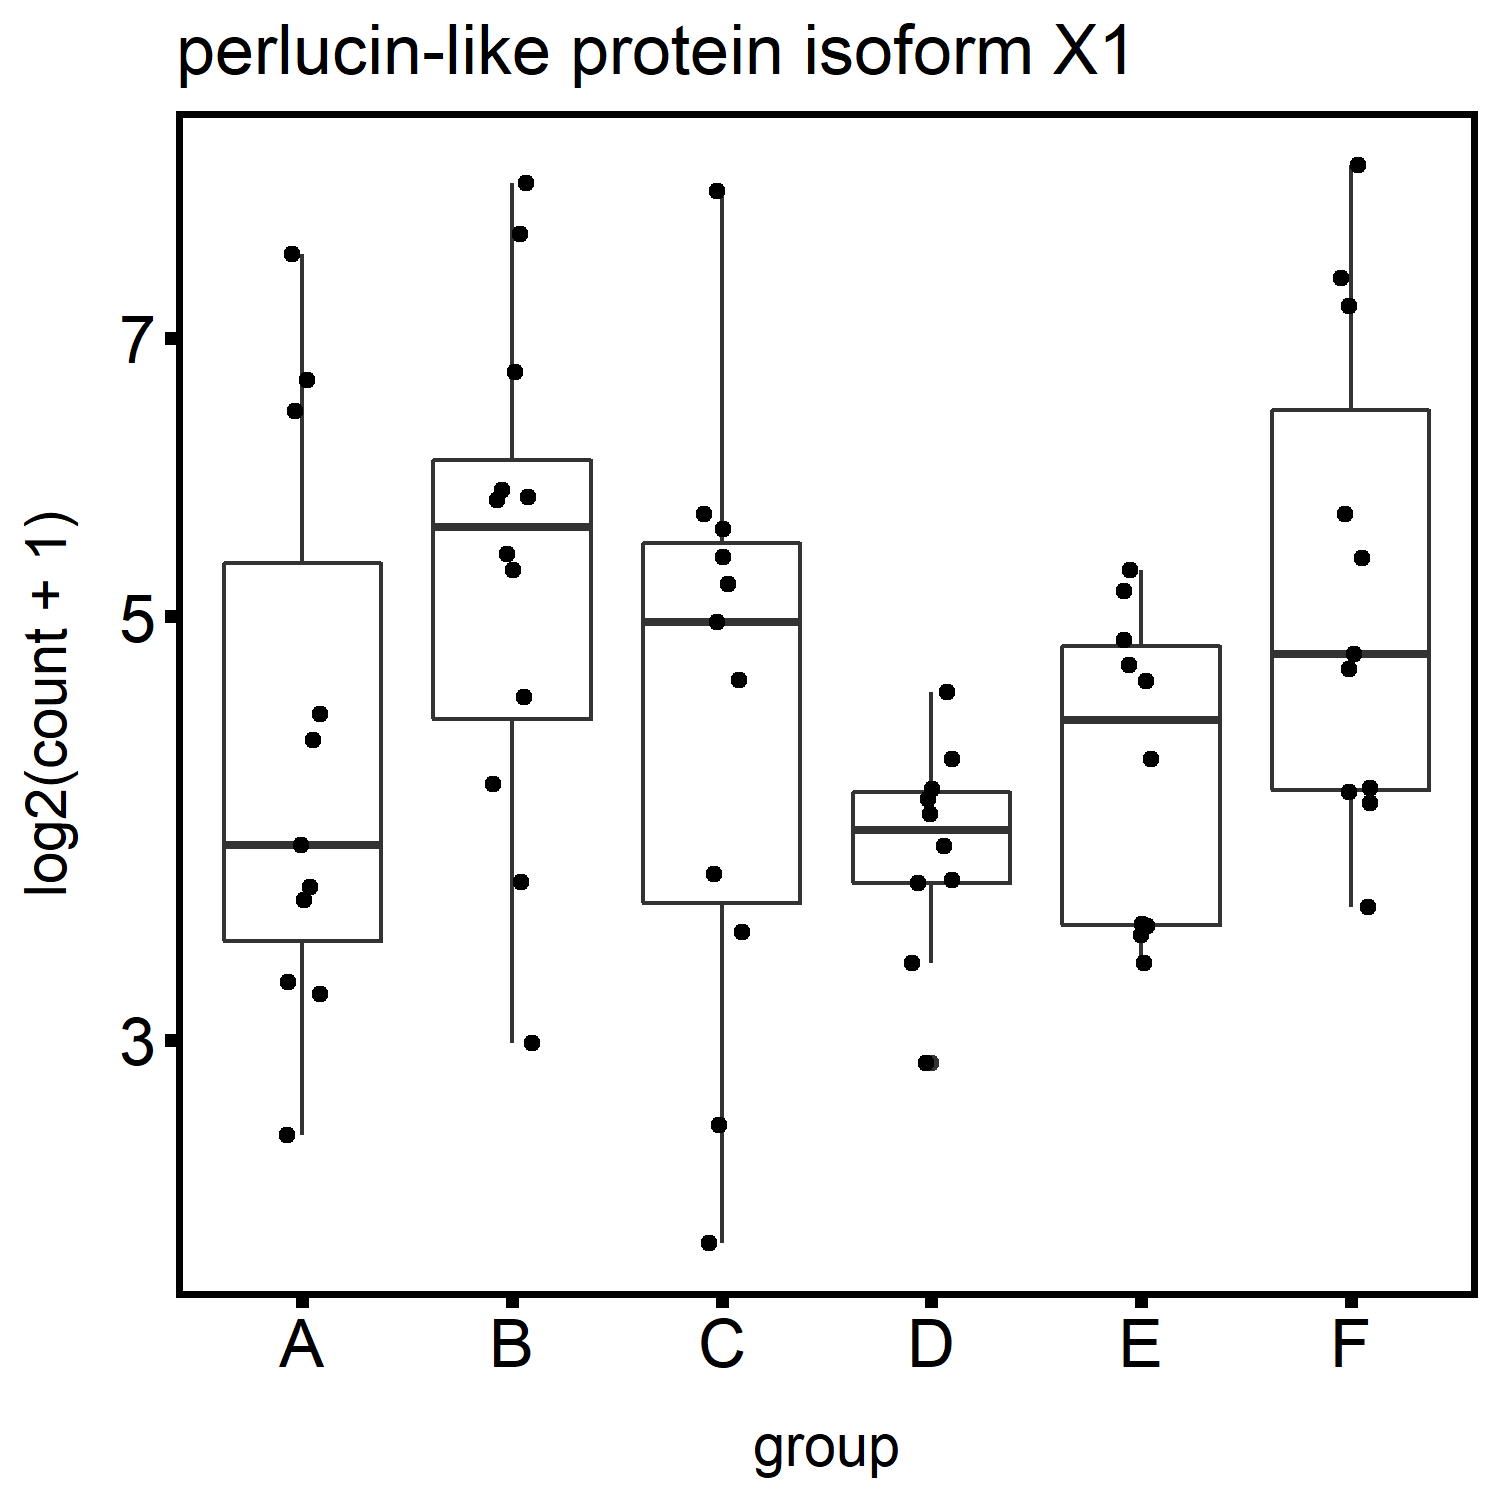 perlucin-like protein isoform X1
log2(count + 1)
7
5
3
A B C D E F
group